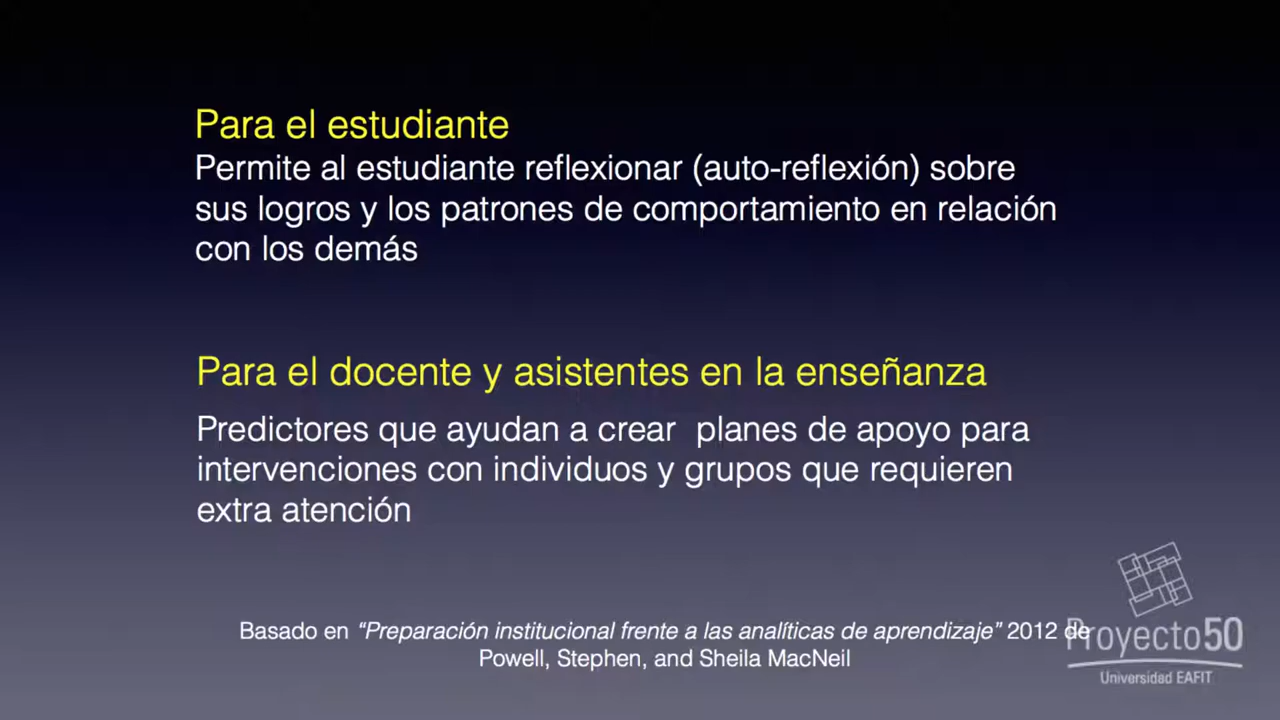 Para el estudiante
Permite al estudiante reflexionar (auto-reflexión) sobre
sus logros y los patrones de comportamiento en relación
con los demás
Para el docente y asistentes en la enseñanza
Predictores que ayudan a crear  planes de apoyo para
intervenciones con individuos y grupos que requieren
extra atención
Basado en “Preparación institucional frente a las analíticas de aprendizaje” 2012 de
Powell, Stephen, and Sheila MacNeil
Proyecto50
Universidad EAFIT